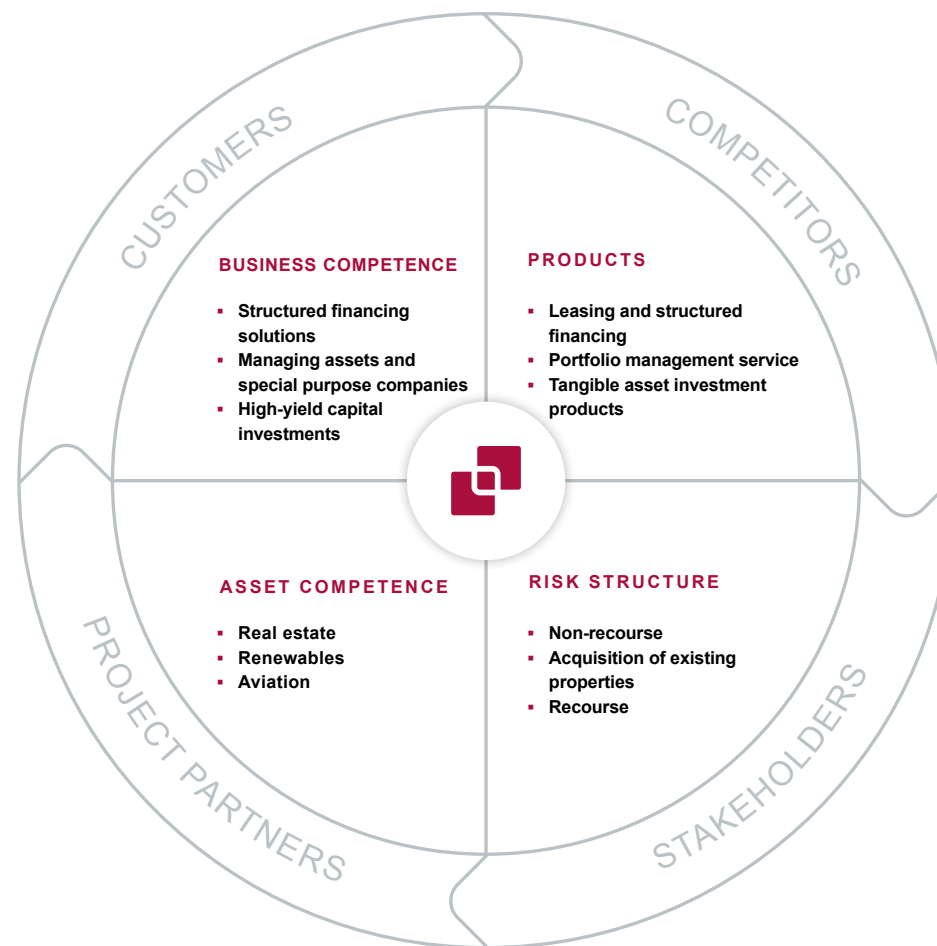 CUSTOMERS
COMPETITORS
BUSINESS COMPETENCE
▪ Structured financing
solutions
▪ Managing assets and
special purpose companies
▪ High-yield capital
investments
PRODUCTS
▪ Leasing and structured
financing
▪ Portfolio management service
▪ Tangible asset investment
products
ASSET COMPETENCE
▪ Real estate
▪ Renewables
▪ Aviation
RISK STRUCTURE
▪ Non-recourse
▪ Acquisition of existing
properties
▪ Recourse
PROJECT PARTNERS
STAKEHOLDERS